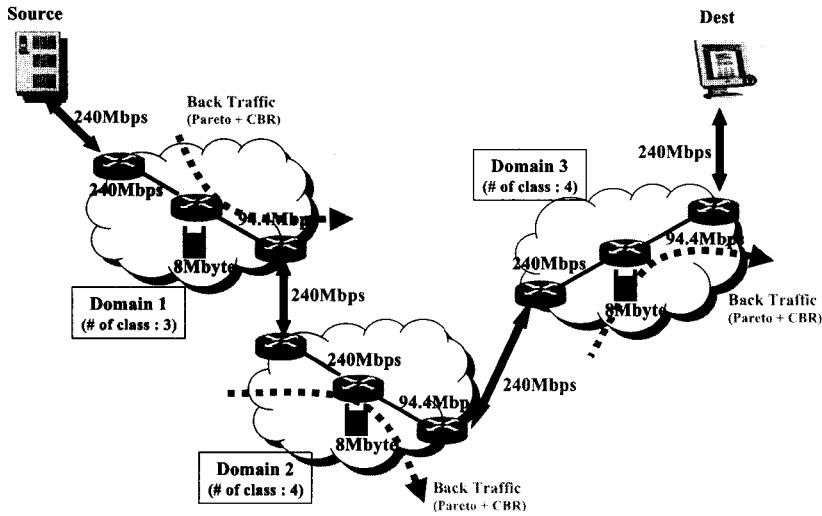 Source
Dest
240Mbps
Back Traffic
(Pareto + CBR)
240Mbps
94.4Mbps
8Mbyte
Domain 1
(# of class : 3)
240Mbps
240Mbps
94.4Mbp
8Mbyte
Domain 2
(# of class : 4)
Back Traffic
(Pareto + CBR)
240Mbps
Domain 3
(# of class : 4)
240Mbps
240Mbps
94.4Mbps
8Mbyte
Back Traffic
(Pareto + CBR)